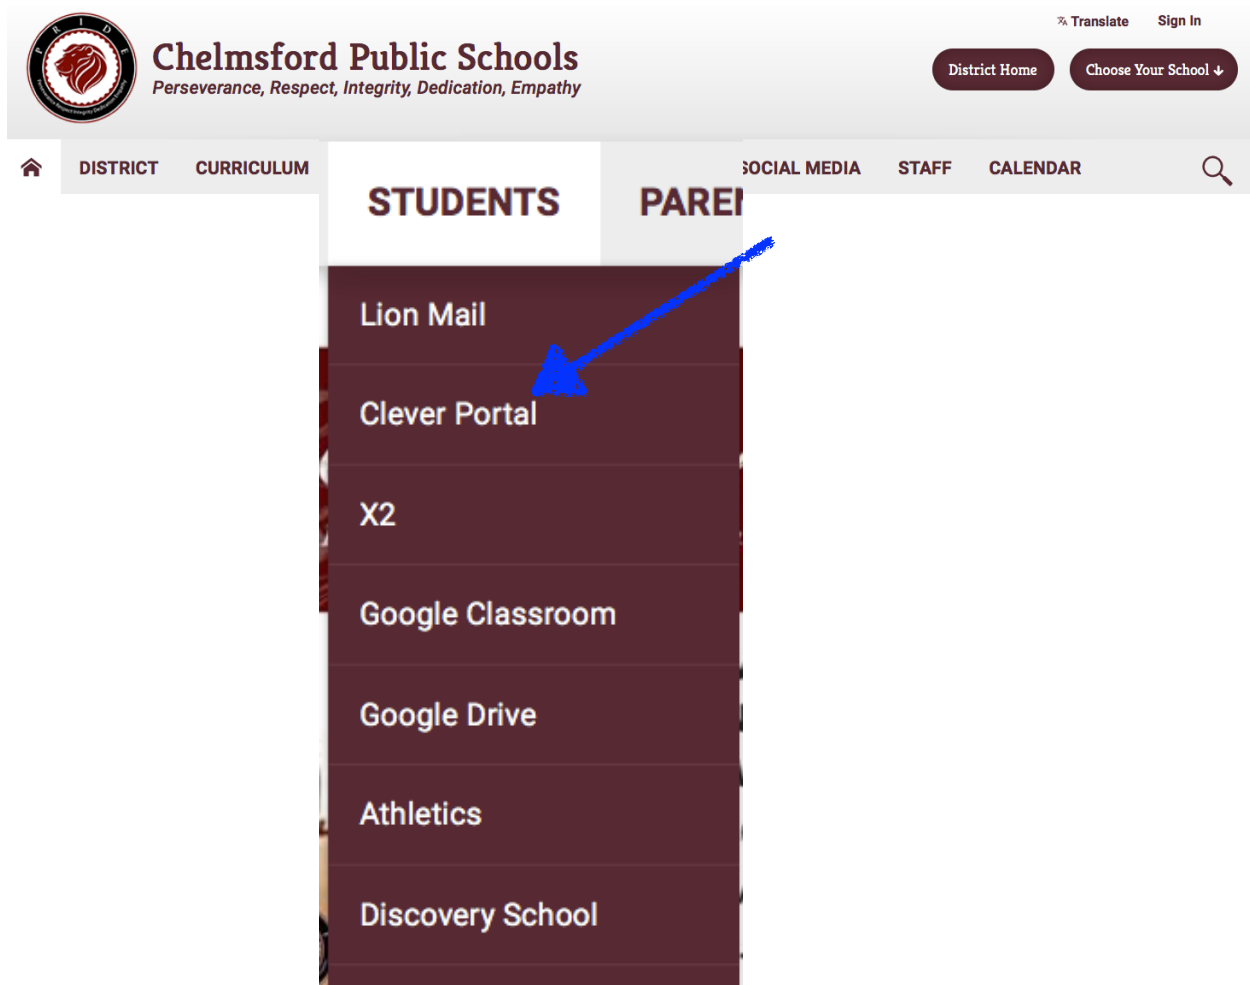 PRIDE
Translate
Sign In
Chelmsford Public Schools
Perseverance, Respect, Integrity, Dedication, Empathy
District Home
Choose Your School
DISTRICT
CURRICULUM
STUDENTS
SOCIAL MEDIA
STAFF
CALENDAR
Lion Mail
Clever Portal
X2
Google Classroom
Google Drive
Athletics
Discovery School